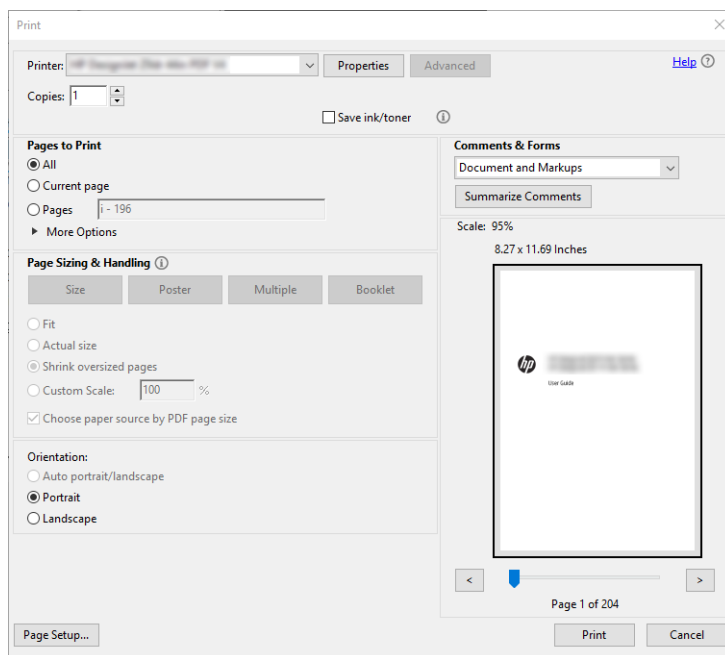 Print
Printer:
Properties
Advanced
Help
Copies: 1
Save ink/toner
Pages to Print
All
Current page
Pages i - 196
More Options
Page Sizing & Handling
Size Poster Multiple Booklet
Fit
Actual size
Shrink oversized pages
Custom Scale: 100 %
Choose paper source by PDF page size
Orientation:
Auto portrait/landscape
Portrait
Landscape
Comments & Forms
Document and Markups
Summarize Comments
Scale: 95%
8.27 x 11.69 Inches
hp
User Guide
< >
Page 1 of 204
Page Setup...
Print
Cancel